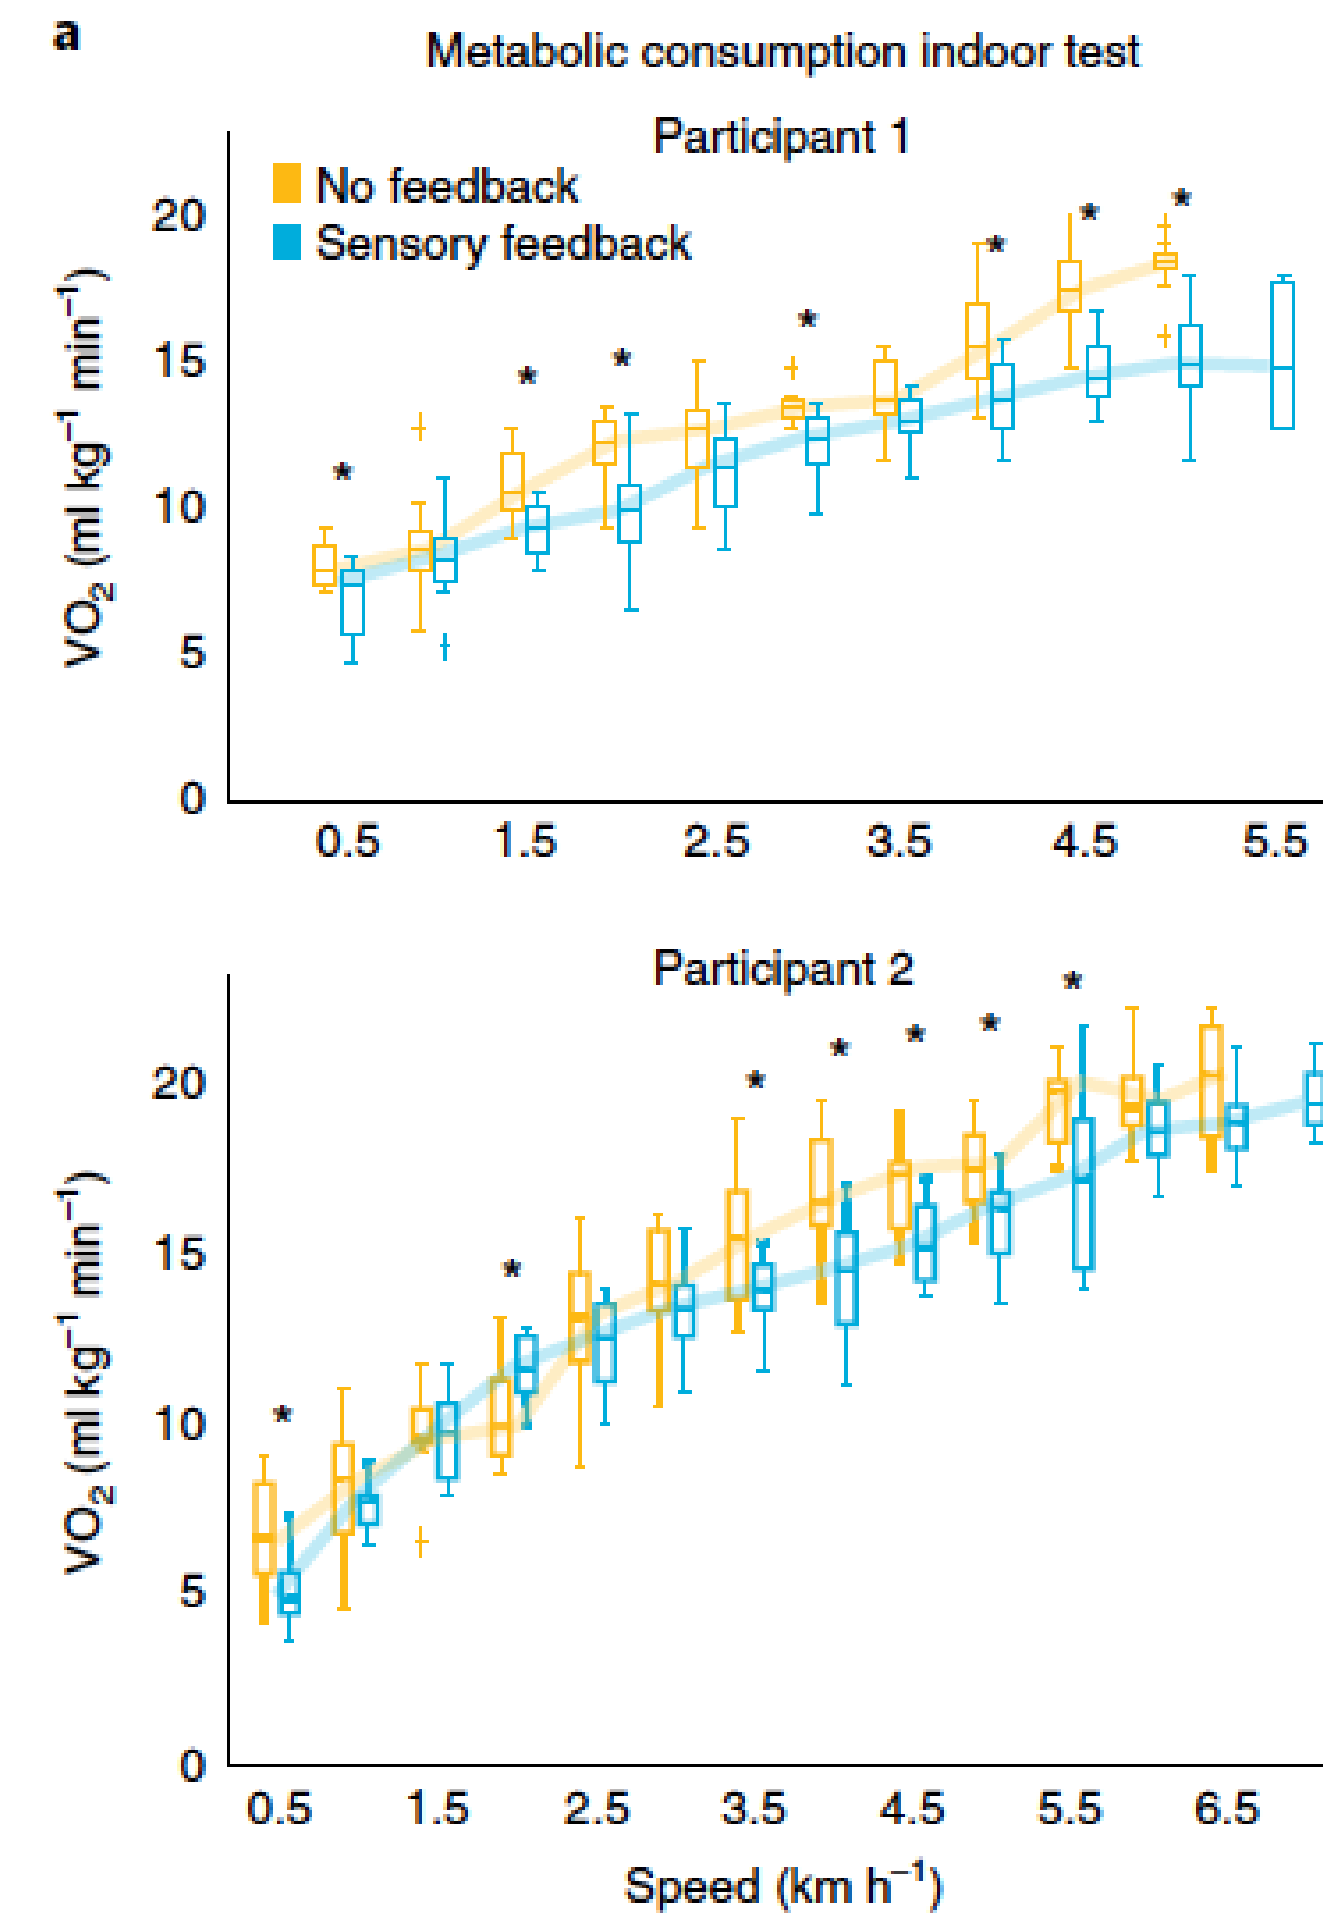 a
Metabolic consumption indoor test
Participant 1
No feedback
Sensory feedback
VO₂ (ml kg⁻¹ min⁻¹)
20
15
10
5
0
* * * * * * *
0.5 1.5 2.5 3.5 4.5 5.5
Participant 2
VO₂ (ml kg⁻¹ min⁻¹)
20
15
10
5
0
* * * * * * *
0.5 1.5 2.5 3.5 4.5 5.5 6.5
Speed (km h⁻¹)